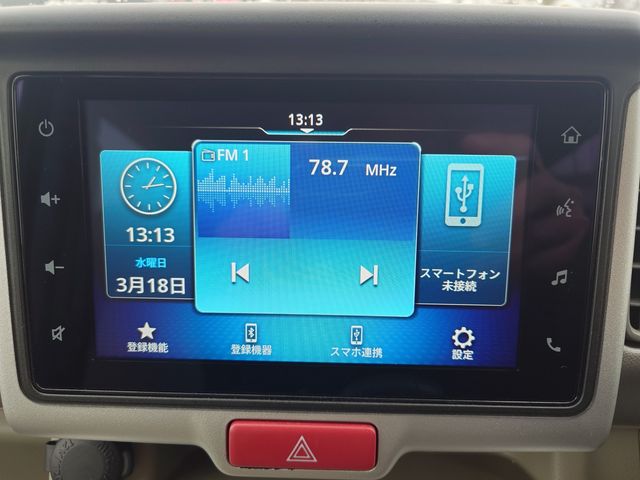 13:13
FM 1
78.7 MHz
13:13
水曜日
3月18日
スマートフォン
未接続
登録機能
登録機器
スマホ連携
設定